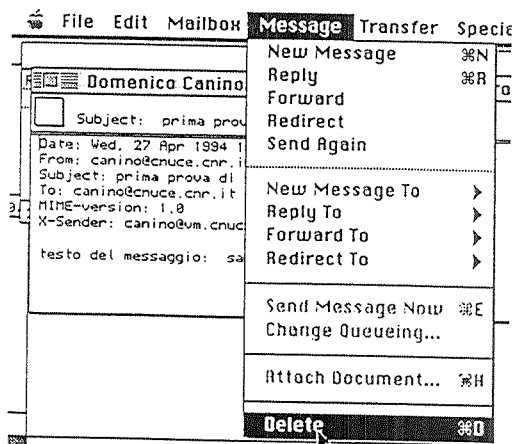 File Edit Mailbox Message Transfer Specia
New Message ⌘N
Reply ⌘R
Forward
Redirect
Send Again
New Message To
Reply To
Forward To
Redirect To
Send Message Now ⌘E
Change Queueing...
Attach Document... ⌘H
Delete ⌘D
Domenico Canino
Subject: prima prov
Date: Wed, 27 Apr 1994 1
From: canino@cnuce.cnr.it
Subject: prima prova di
To: canino@cnuce.cnr.it
MIME-version: 1.0
X-Sender: canino@vm.cnuc
testo del messaggio: sa